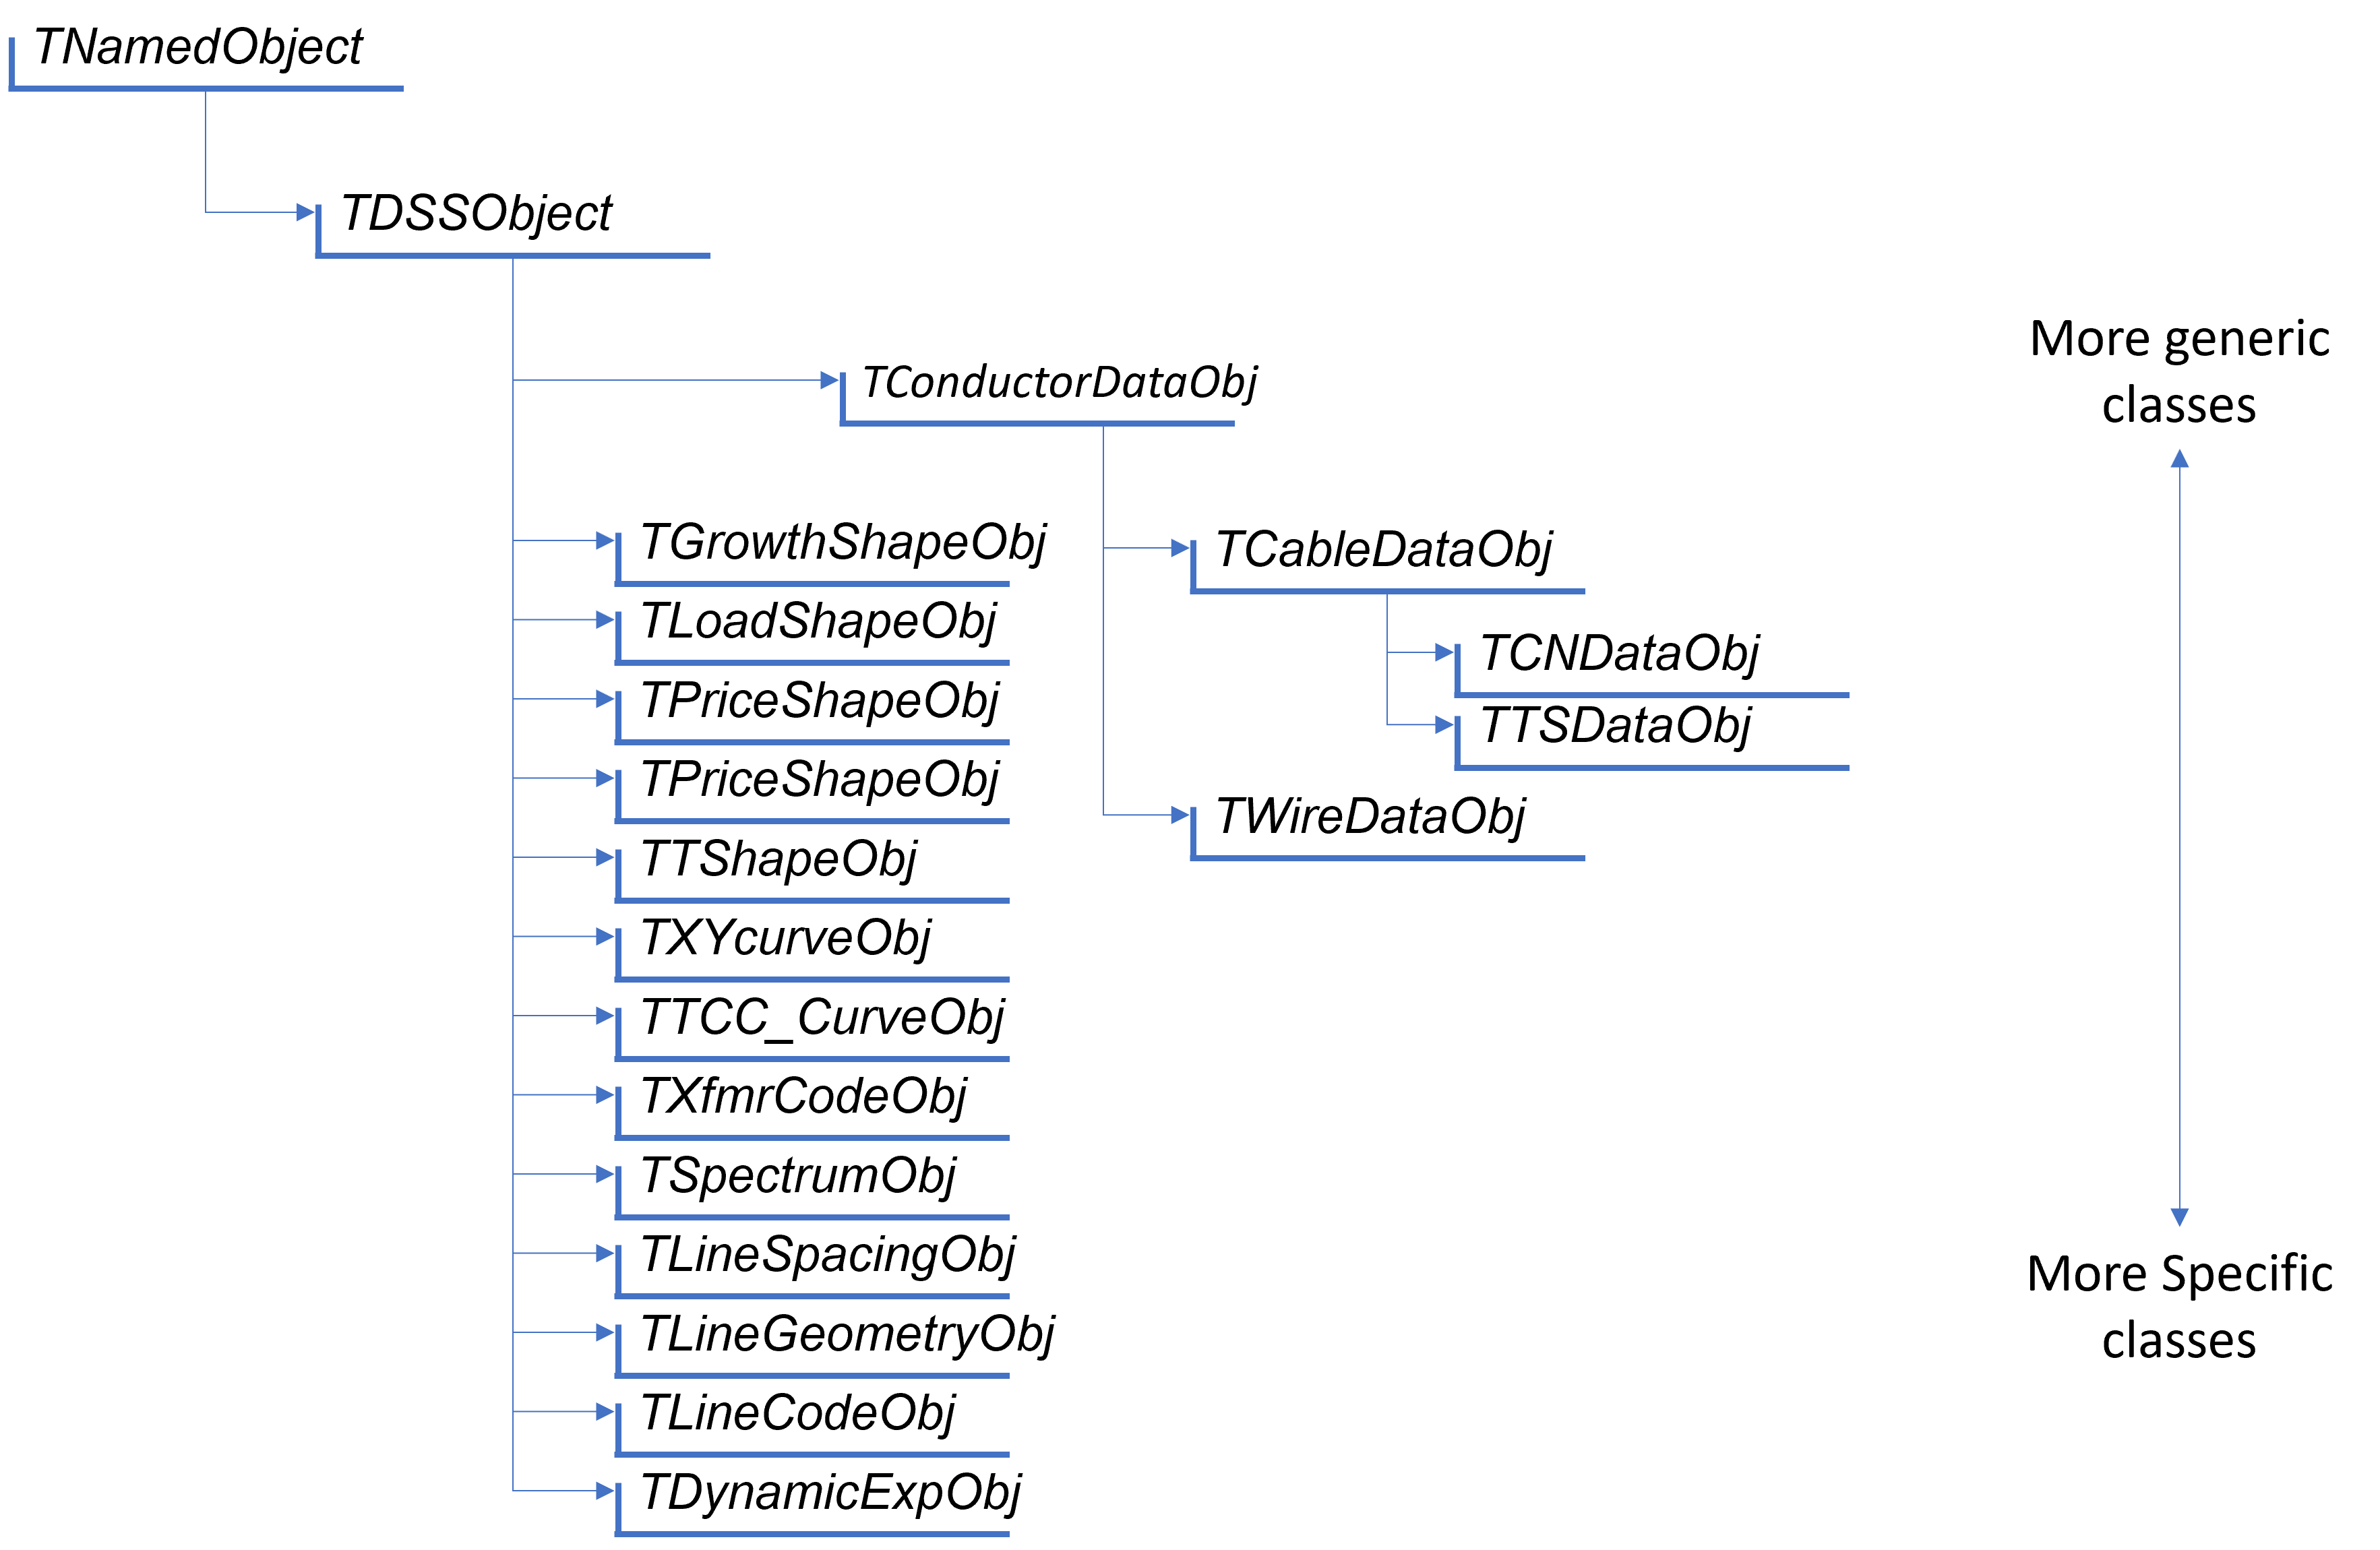 TNamedObject
TDSSObject
TConductorDataObj
TGrowthShapeObj
TLoadShapeObj
TPriceShapeObj
TPriceShapeObj
TTShapeObj
TXYcurveObj
TTCC_CurveObj
TXfmrCodeObj
TSpectrumObj
TLineSpacingObj
TLineGeometryObj
TLineCodeObj
TDynamicExpObj
TCableDataObj
TCNDataObj
TTSDataObj
TWireDataObj
More generic
classes
More Specific
classes